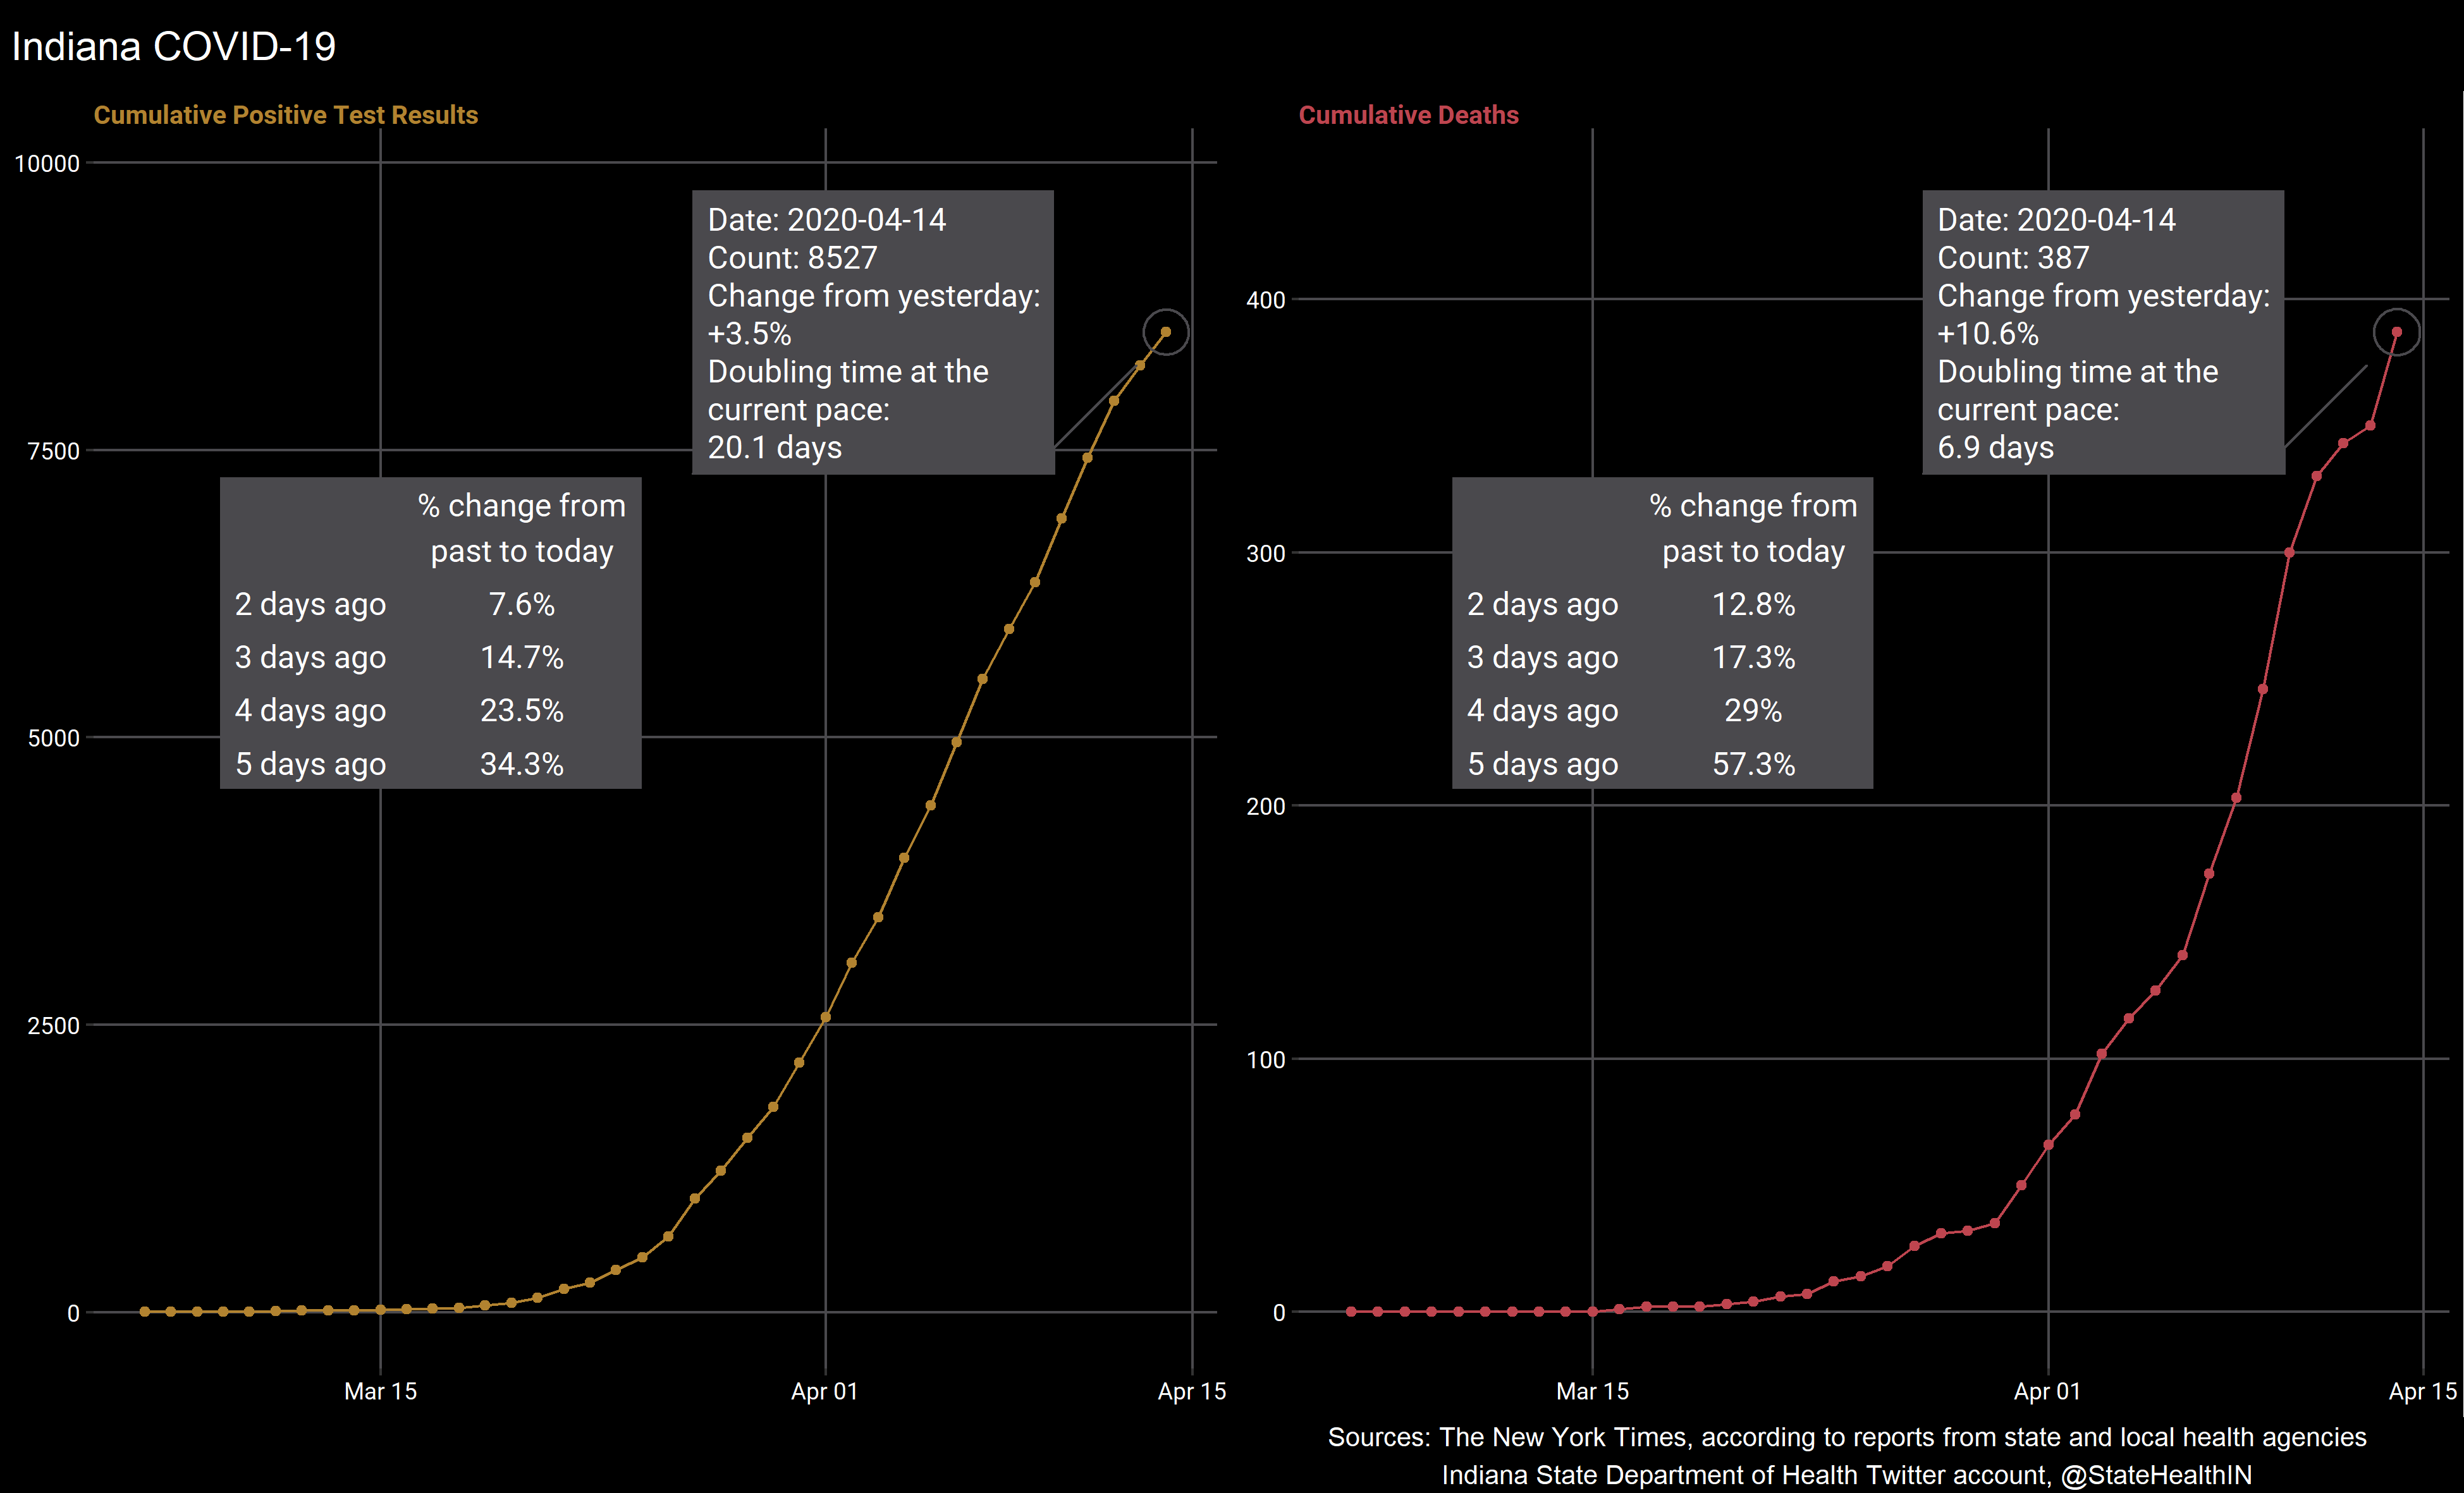 Indiana COVID-19
Cumulative Positive Test Results
10000
7500
5000
2500
0
Mar 15
Apr 01
Apr 15
Date: 2020-04-14
Count: 8527
Change from yesterday:
+3.5%
Doubling time at the
current pace:
20.1 days
% change from
past to today
2 days ago 7.6%
3 days ago 14.7%
4 days ago 23.5%
5 days ago 34.3%
Cumulative Deaths
400
300
200
100
0
Mar 15
Apr 01
Apr 15
Date: 2020-04-14
Count: 387
Change from yesterday:
+10.6%
Doubling time at the
current pace:
6.9 days
% change from
past to today
2 days ago 12.8%
3 days ago 17.3%
4 days ago 29%
5 days ago 57.3%
Sources: The New York Times, according to reports from state and local health agencies
Indiana State Department of Health Twitter account, @StateHealthIN